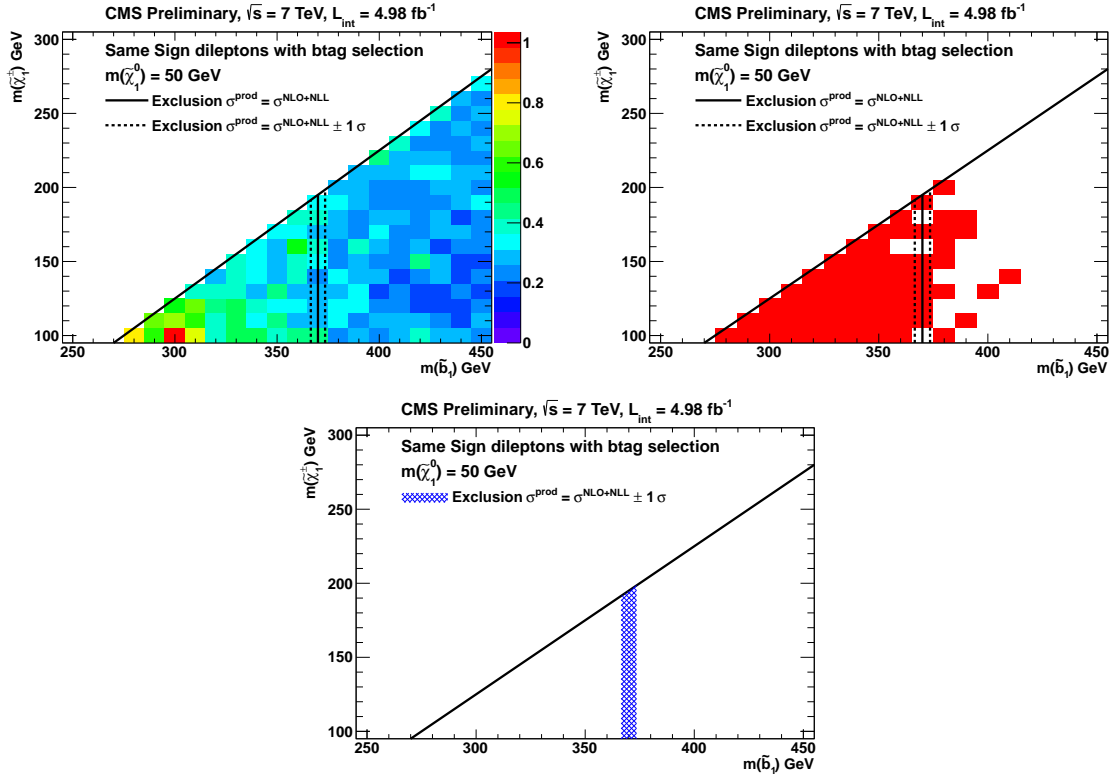 CMS Preliminary, √s = 7 TeV, L_int = 4.98 fb⁻¹
m(χ̃₁±) GeV
300
250
200
150
100
Same Sign dileptons with btag selection
m(χ̃₁⁰) = 50 GeV
Exclusion σ^prod = σ^NLO+NLL
Exclusion σ^prod = σ^NLO+NLL ± 1 σ
1
0.8
0.6
0.4
0.2
0
250 300 350 400 450
m(b̃₁) GeV
CMS Preliminary, √s = 7 TeV, L_int = 4.98 fb⁻¹
m(χ̃₁±) GeV
300
250
200
150
100
Same Sign dileptons with btag selection
m(χ̃₁⁰) = 50 GeV
Exclusion σ^prod = σ^NLO+NLL
Exclusion σ^prod = σ^NLO+NLL ± 1 σ
250 300 350 400 450
m(b̃₁) GeV
CMS Preliminary, √s = 7 TeV, L_int = 4.98 fb⁻¹
m(χ̃₁±) GeV
300
250
200
150
100
Same Sign dileptons with btag selection
m(χ̃₁⁰) = 50 GeV
Exclusion σ^prod = σ^NLO+NLL ± 1 σ
250 300 350 400 450
m(b̃₁) GeV